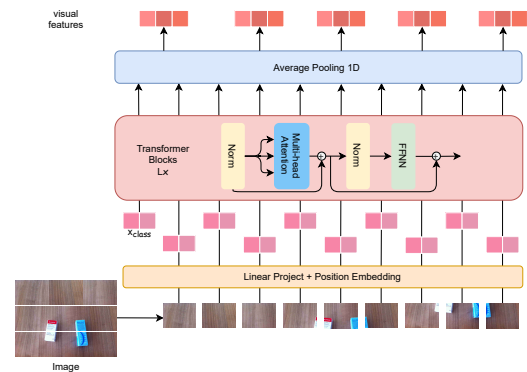 visual
features
Average Pooling 1D
Transformer
Blocks
Lx
Norm
Multi-head
Attention
Norm
FRNN
x_class
Linear Project + Position Embedding
Image